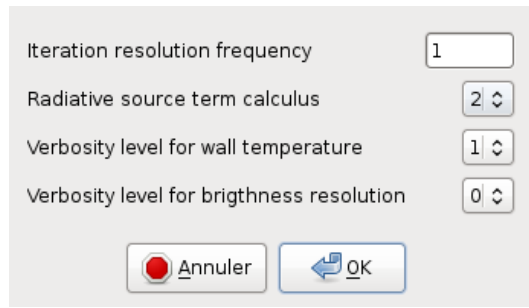 Iteration resolution frequency 1
Radiative source term calculus 2
Verbosity level for wall temperature 1
Verbosity level for brigthness resolution 0
Annuler OK